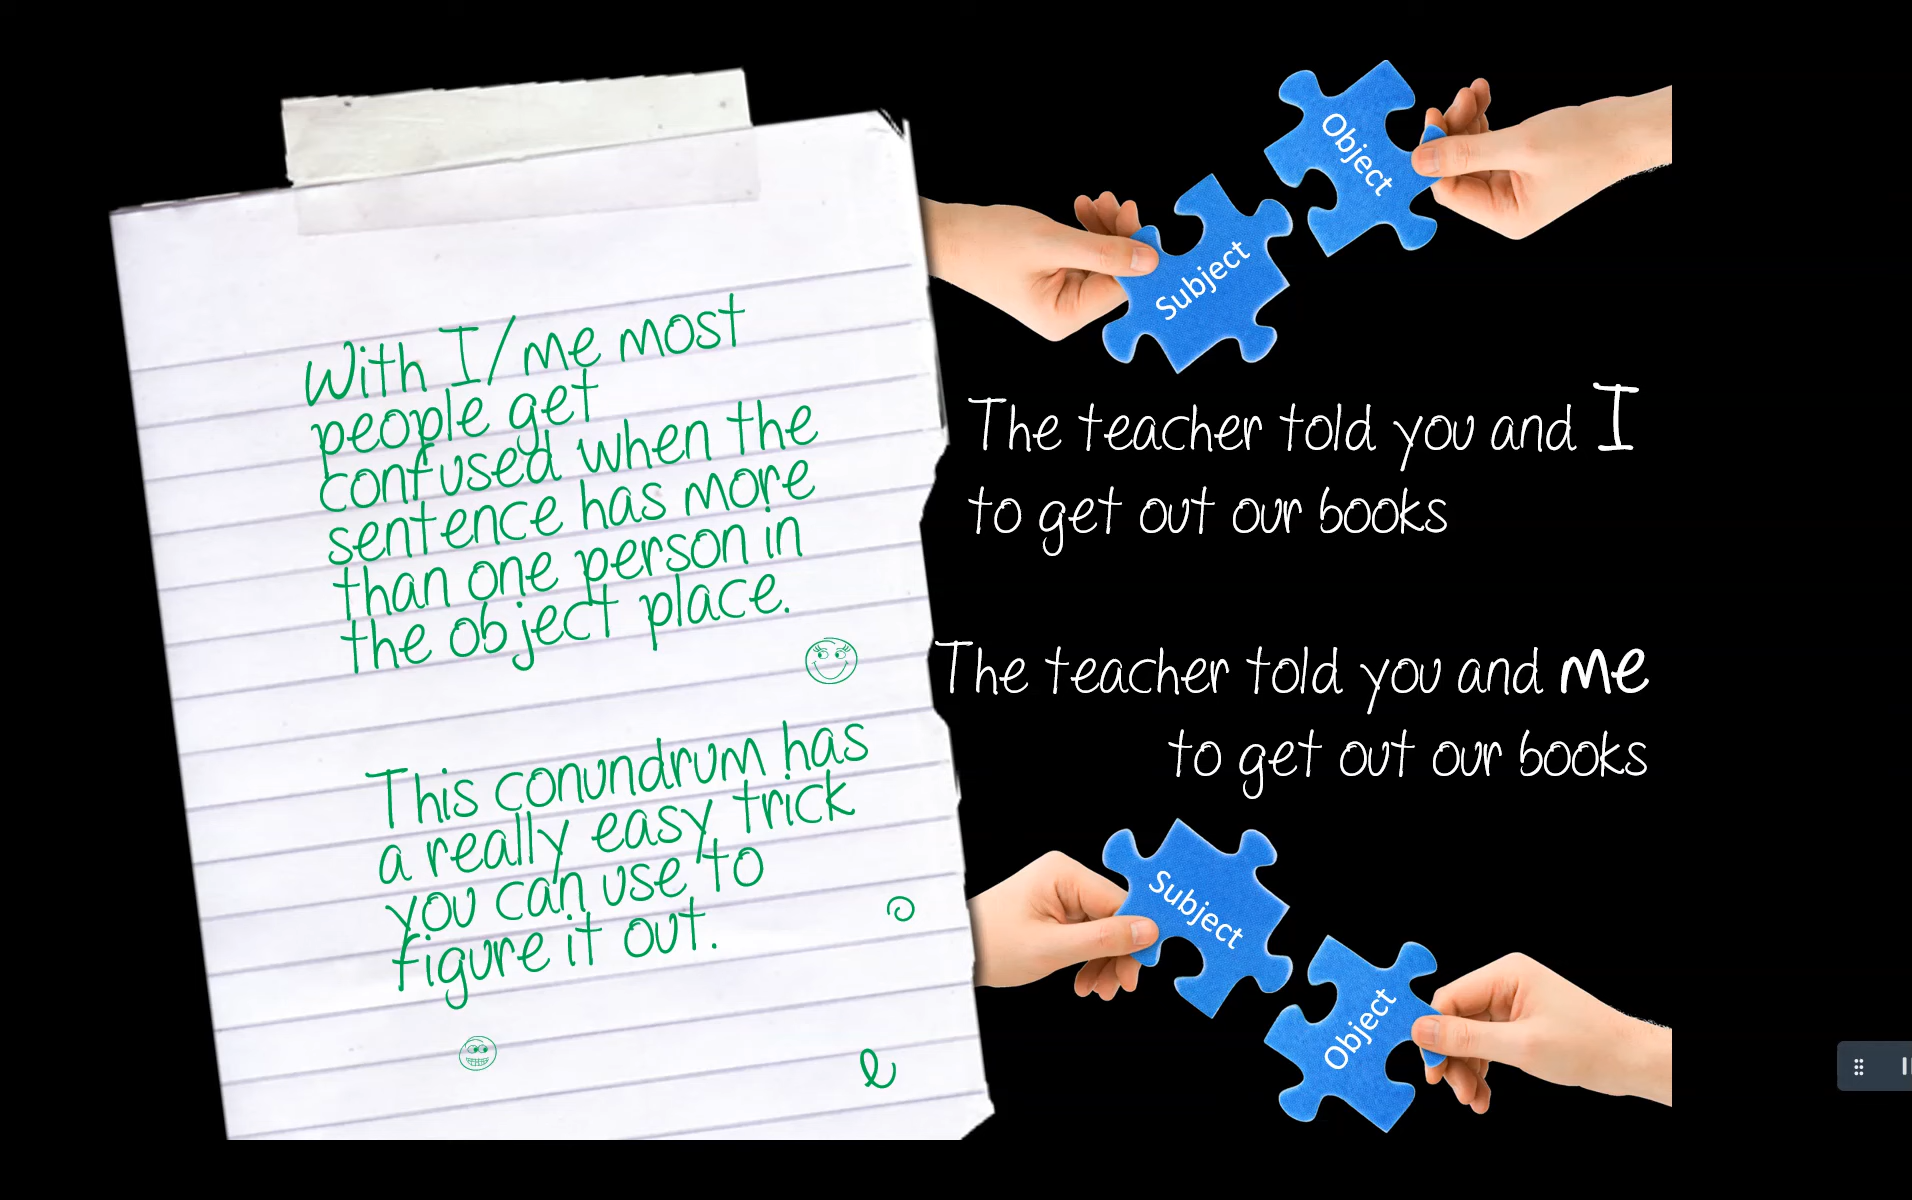 With I/me most
people get
confused when the
sentence has more
than one person in
the object place.
This conundrum has
a really easy trick
you can use to
figure it out.
Object
Subject
The teacher told you and I
to get out our books
The teacher told you and me
to get out our books
Subject
Object